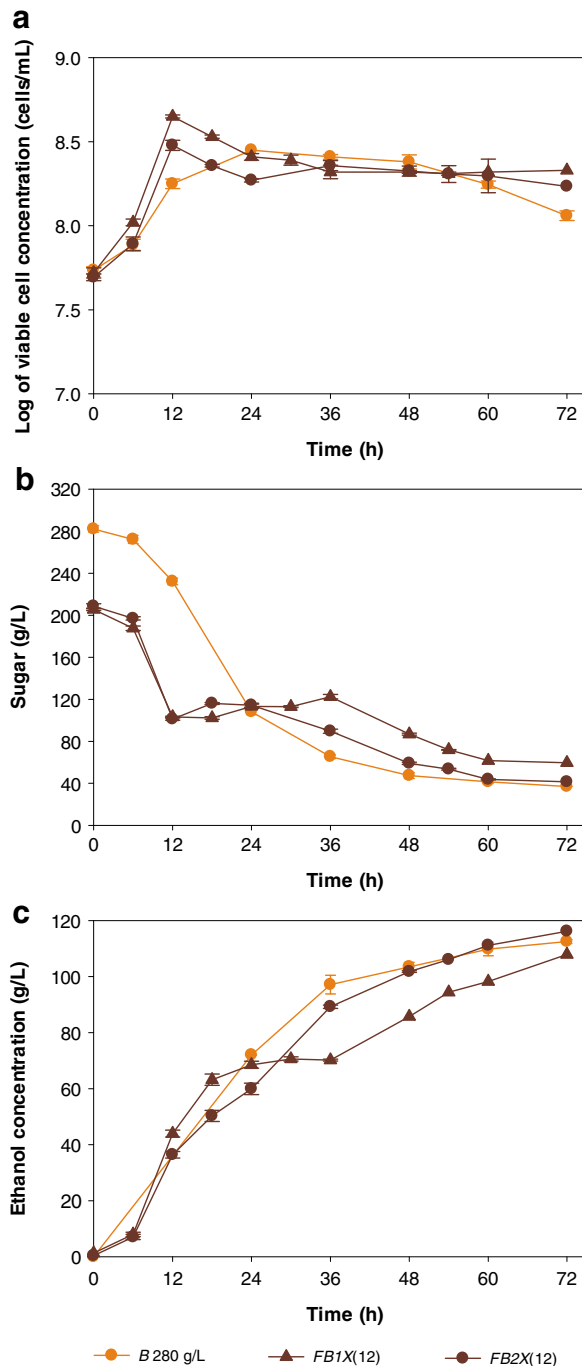 a
Log of viable cell concentration (cells/mL)
9.0
8.5
8.0
7.5
7.0
0 12 24 36 48 60 72
Time (h)
b
Sugar (g/L)
320
280
240
200
160
120
80
40
0
0 12 24 36 48 60 72
Time (h)
c
Ethanol concentration (g/L)
120
100
80
60
40
20
0
0 12 24 36 48 60 72
Time (h)
B 280 g/L FB1X(12) FB2X(12)